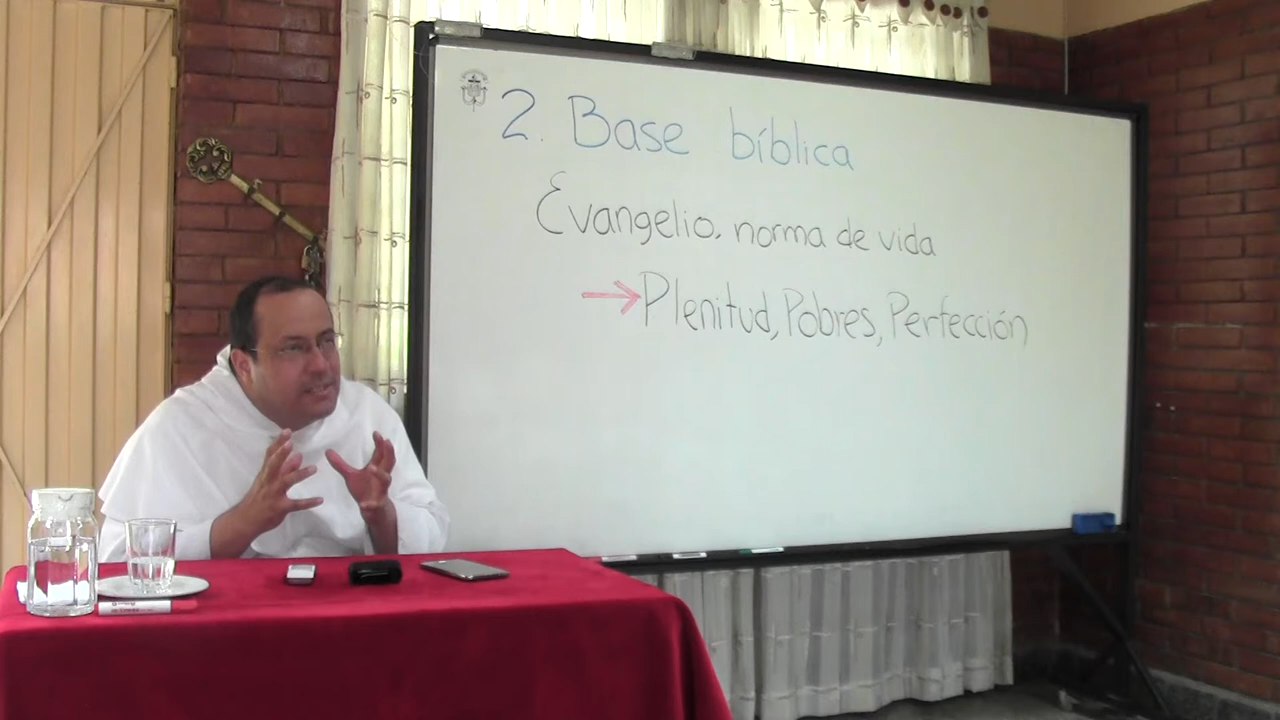 2. Base bíblica
Evangelio, norma de vida
→ Plenitud, Pobres, Perfección